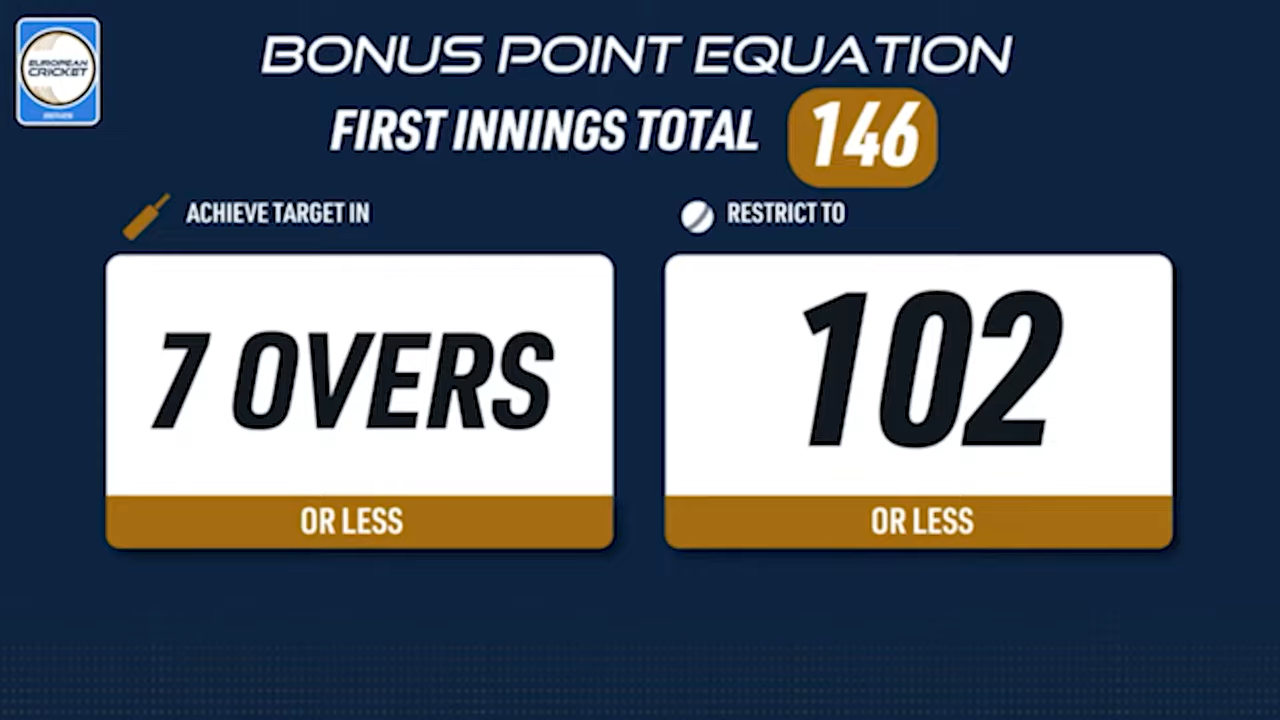 EUROPEAN
CRICKET
SERIES
BONUS POINT EQUATION
FIRST INNINGS TOTAL 146
ACHIEVE TARGET IN
7 OVERS
OR LESS
RESTRICT TO
102
OR LESS